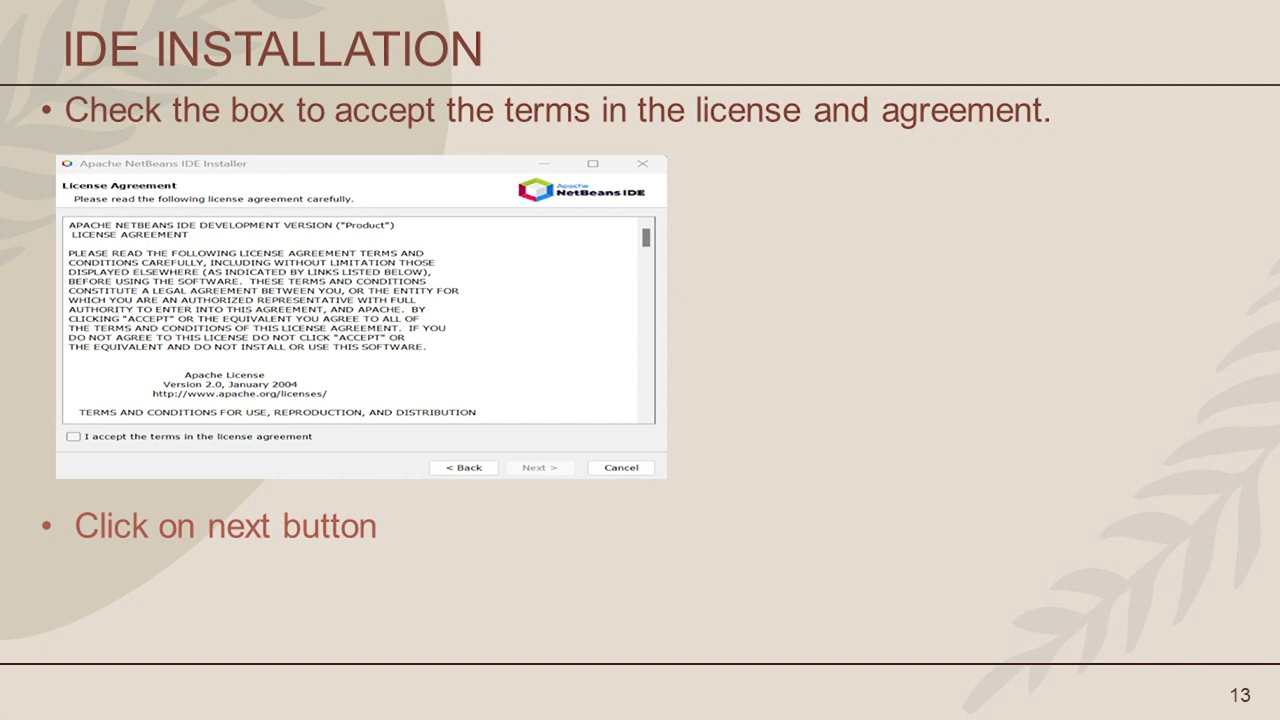 IDE INSTALLATION
• Check the box to accept the terms in the license and agreement.
Apache NetBeans IDE Installer
License Agreement
Please read the following license agreement carefully.
Apache
NetBeans IDE
APACHE NETBEANS IDE DEVELOPMENT VERSION ("Product")
LICENSE AGREEMENT
PLEASE READ THE FOLLOWING LICENSE AGREEMENT TERMS AND
CONDITIONS CAREFULLY, INCLUDING WITHOUT LIMITATION THOSE
DISPLAYED ELSEWHERE (AS INDICATED BY LINKS LISTED BELOW),
BEFORE USING THE SOFTWARE. THESE TERMS AND CONDITIONS
CONSTITUTE A LEGAL AGREEMENT BETWEEN YOU, OR THE ENTITY FOR
WHICH YOU ARE AN AUTHORIZED REPRESENTATIVE WITH FULL
AUTHORITY TO ENTER INTO THIS AGREEMENT, AND APACHE. BY
CLICKING "ACCEPT" OR THE EQUIVALENT YOU AGREE TO ALL OF
THE TERMS AND CONDITIONS OF THIS LICENSE AGREEMENT. IF YOU
DO NOT AGREE TO THIS LICENSE DO NOT CLICK "ACCEPT" OR
THE EQUIVALENT AND DO NOT INSTALL OR USE THIS SOFTWARE.
Apache License
Version 2.0, January 2004
http://www.apache.org/licenses/
TERMS AND CONDITIONS FOR USE, REPRODUCTION, AND DISTRIBUTION
I accept the terms in the license agreement
< Back Next > Cancel
• Click on next button
13